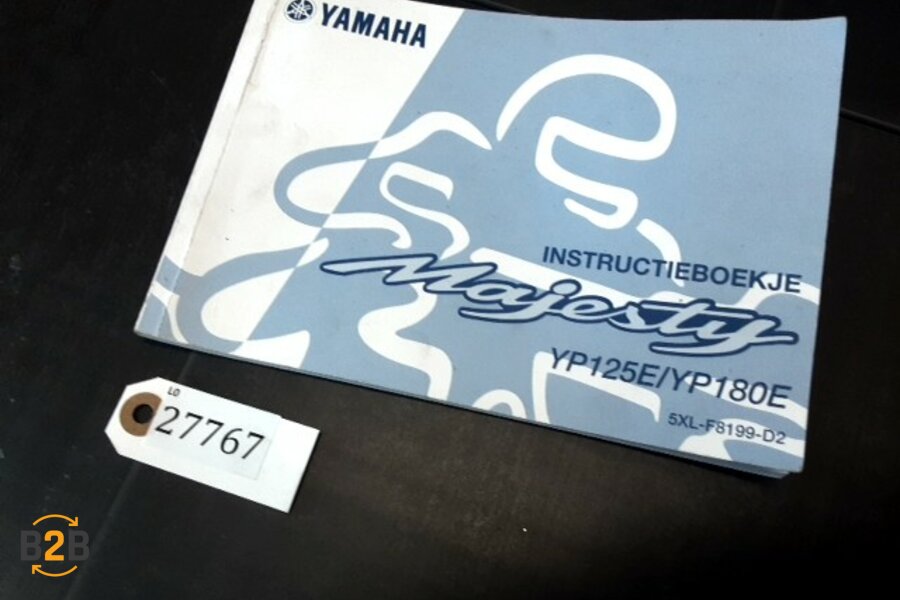 YAMAHA
INSTRUCTIEBOEKJE
Majesty
YP125E/YP180E
5XL-F8199-D2
LO
27767
B2B